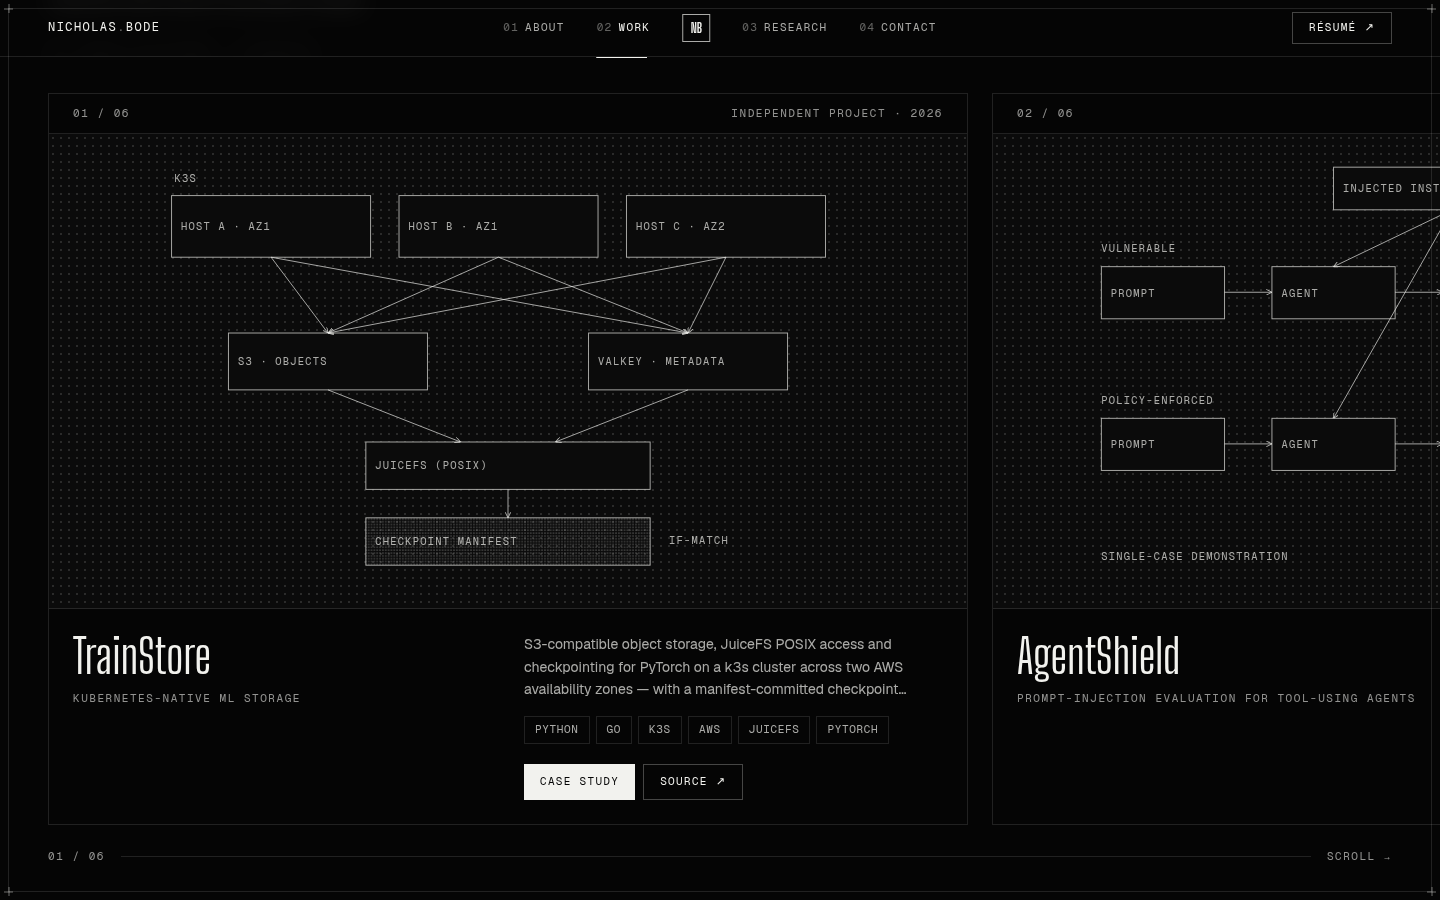 NICHOLAS.BODE
01 ABOUT
02 WORK
NB
03 RESEARCH
04 CONTACT
RÉSUMÉ ↗
01 / 06
INDEPENDENT PROJECT · 2026
K3S
HOST A · AZ1
HOST B · AZ1
HOST C · AZ2
S3 · OBJECTS
VALKEY · METADATA
JUICEFS (POSIX)
CHECKPOINT MANIFEST
IF-MATCH
TrainStore
KUBERNETES-NATIVE ML STORAGE
S3-compatible object storage, JuiceFS POSIX access and
checkpointing for PyTorch on a k3s cluster across two AWS
availability zones — with a manifest-committed checkpoint…
PYTHON
GO
K3S
AWS
JUICEFS
PYTORCH
CASE STUDY
SOURCE ↗
02 / 06
INJECTED INST
VULNERABLE
PROMPT
AGENT
POLICY-ENFORCED
PROMPT
AGENT
SINGLE-CASE DEMONSTRATION
AgentShield
PROMPT-INJECTION EVALUATION FOR TOOL-USING AGENTS
01 / 06
SCROLL →